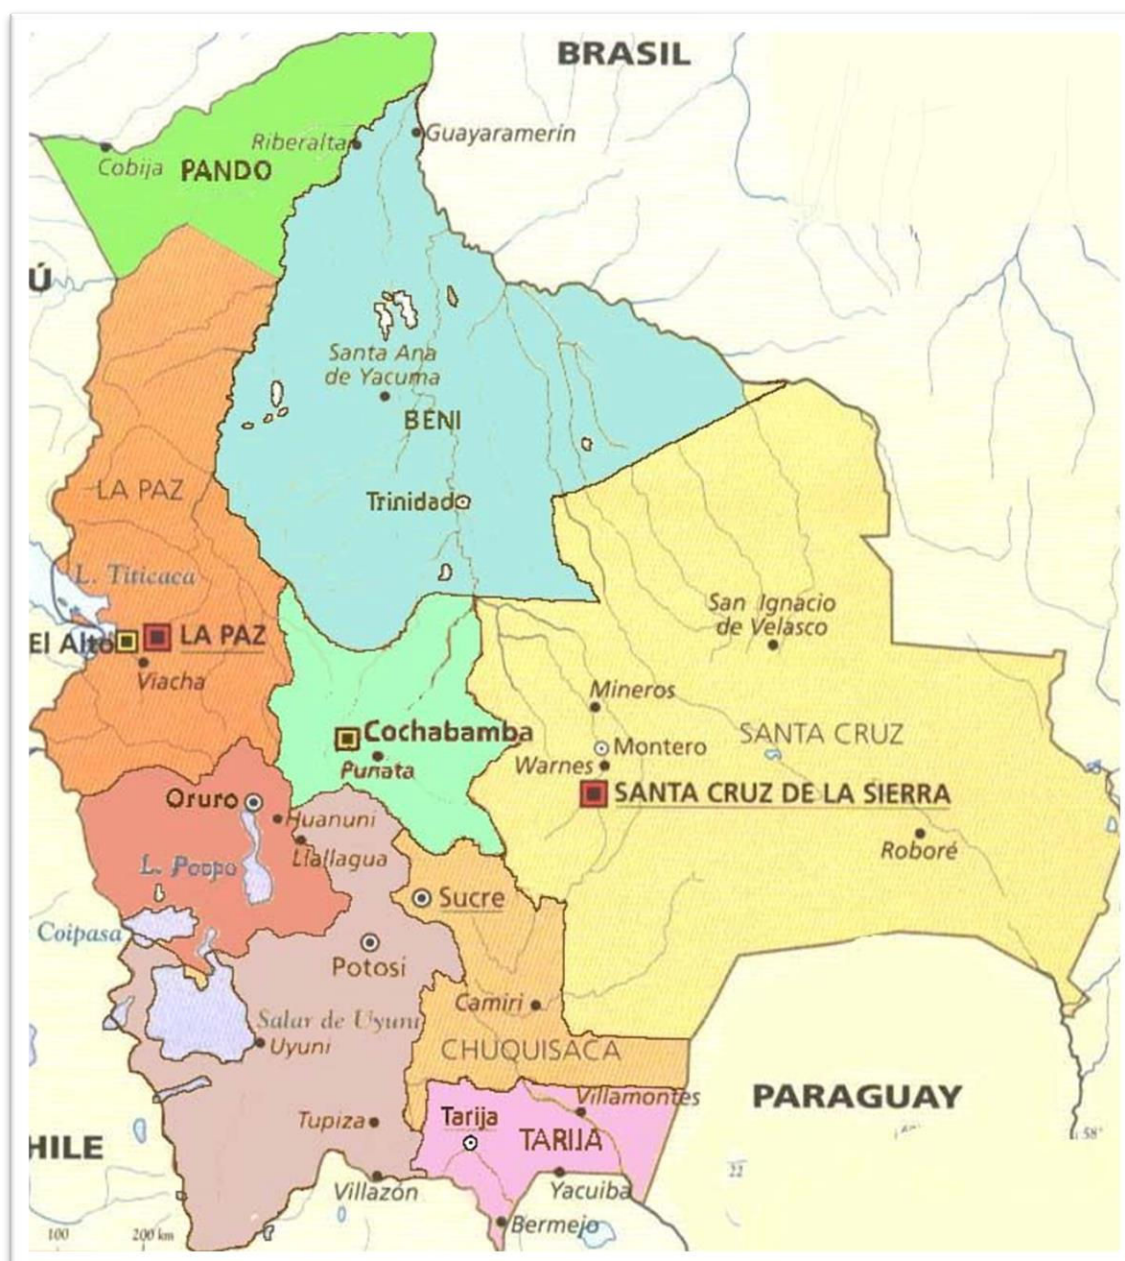 BRASIL
Guayaramerín
Riberalta
Cobija
PANDO
Ú
Santa Ana
de Yacuma
BENI
LA PAZ
Trinidad
L. Titicaca
San Ignacio
de Velasco
El Alto
LA PAZ
Viacha
Mineros
Cochabamba
SANTA CRUZ
Montero
Punata
Warnes
SANTA CRUZ DE LA SIERRA
Oruro
Huanuni
Llallagua
Roboré
L. Poopo
Sucre
Coipasa
Potosi
Camiri
Salar de Uyuni
Uyuni
CHUQUISACA
PARAGUAY
Villamontes
Tarija
Tupiza
TARIJA
58°
HILE
22
Villazón
Yacuiba
Bermejo
100
200 km